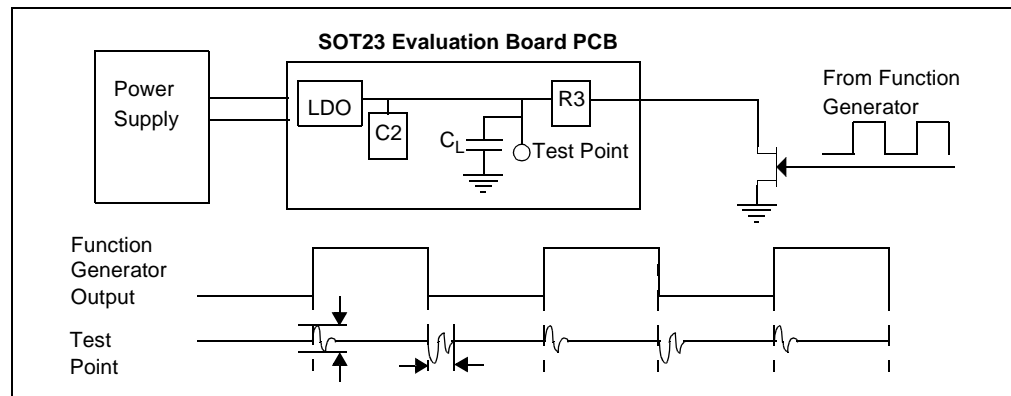 SOT23 Evaluation Board PCB
Power
Supply
LDO
C2
CL
Test Point
R3
From Function
Generator
Function
Generator
Output
Test
Point